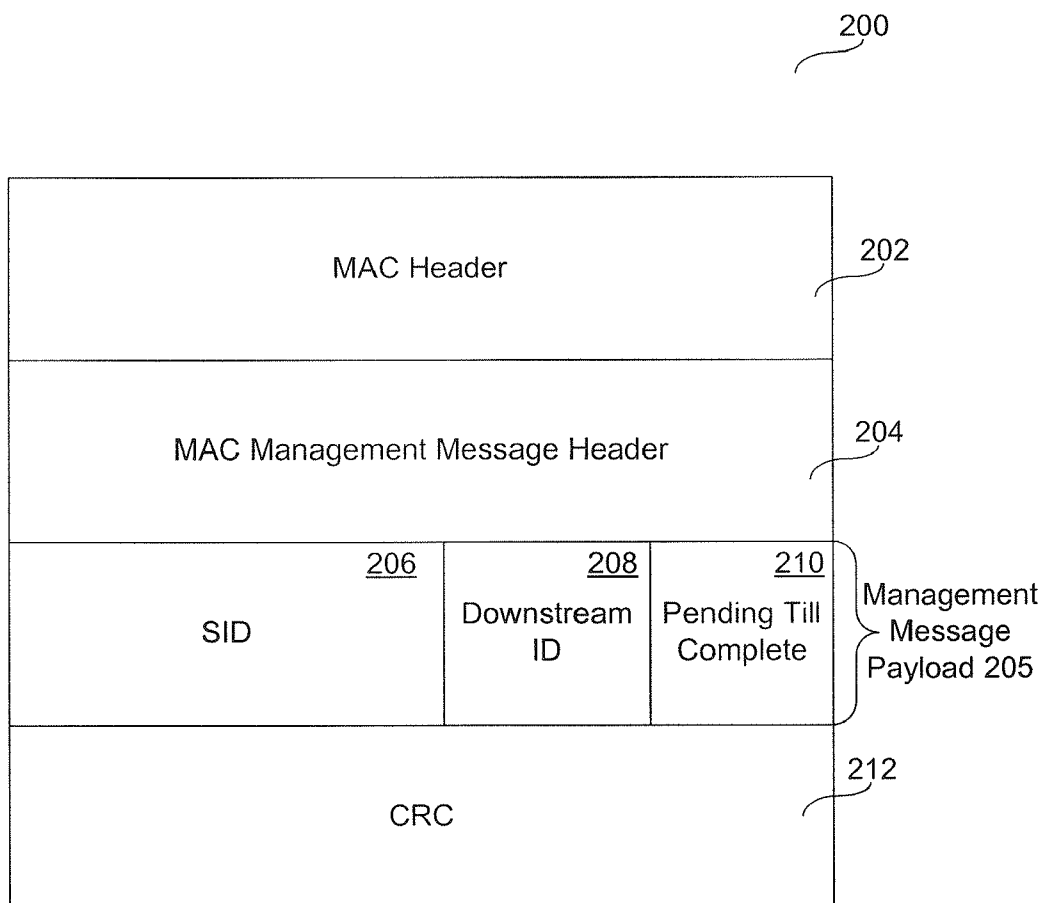 200
MAC Header
202
MAC Management Message Header
204
206
208
210
SID
Downstream
ID
Pending Till
Complete
Management
Message
Payload 205
CRC
212